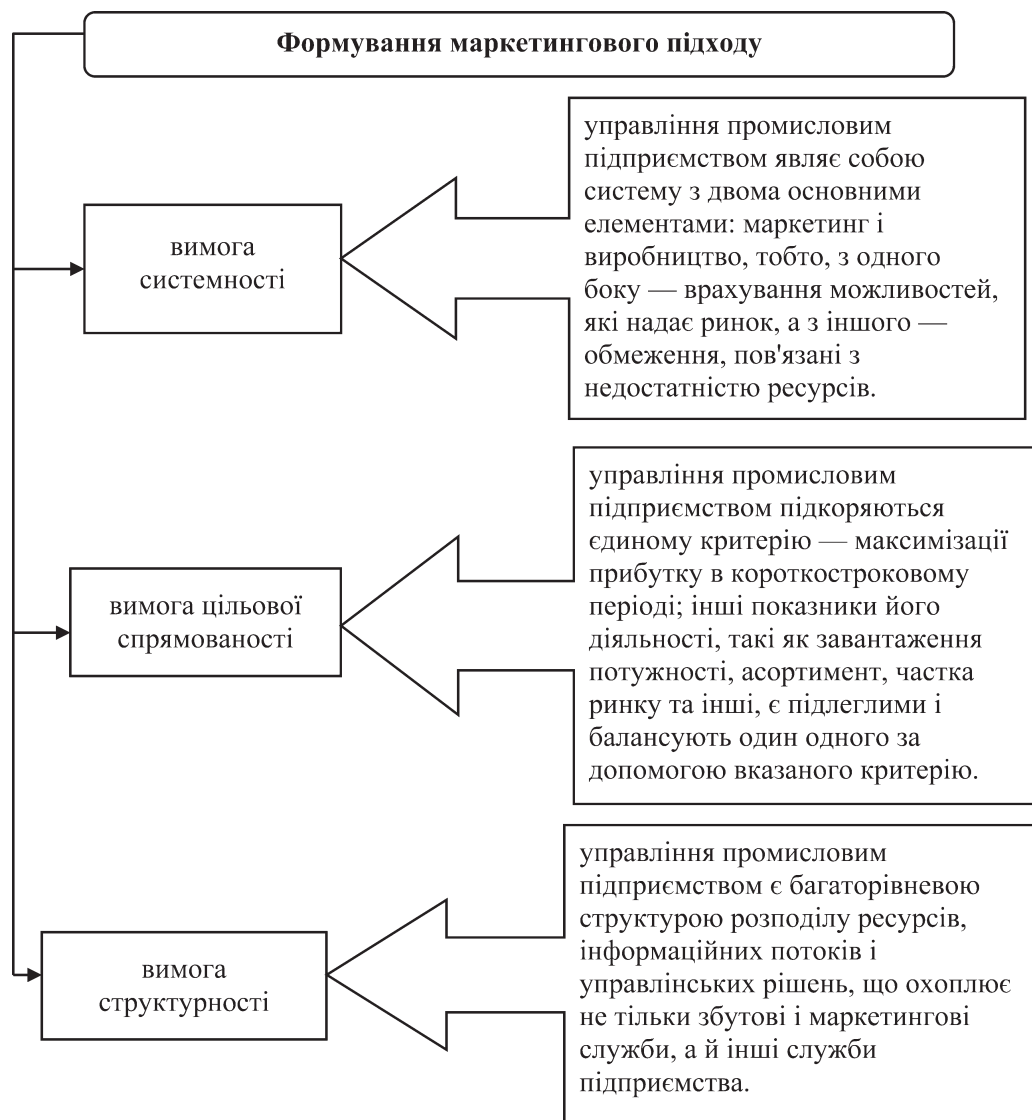 Формування маркетингового підходу
вимога
системності
управління промисловим
підприємством являє собою
систему з двома основними
елементами: маркетинг і
виробництво, тобто, з одного
боку — врахування можливостей,
які надає ринок, а з іншого —
обмеження, пов'язані з
недостатністю ресурсів.
вимога цільової
спрямованості
управління промисловим
підприємством підкоряються
єдиному критерію — максимізації
прибутку в короткостроковому
періоді; інші показники його
діяльності, такі як завантаження
потужності, асортимент, частка
ринку та інші, є підлеглими і
балансують один одного за
допомогою вказаного критерію.
вимога
структурності
управління промисловим
підприємством є багаторівневою
структурою розподілу ресурсів,
інформаційних потоків і
управлінських рішень, що охоплює
не тільки збутові і маркетингові
служби, а й інші служби
підприємства.